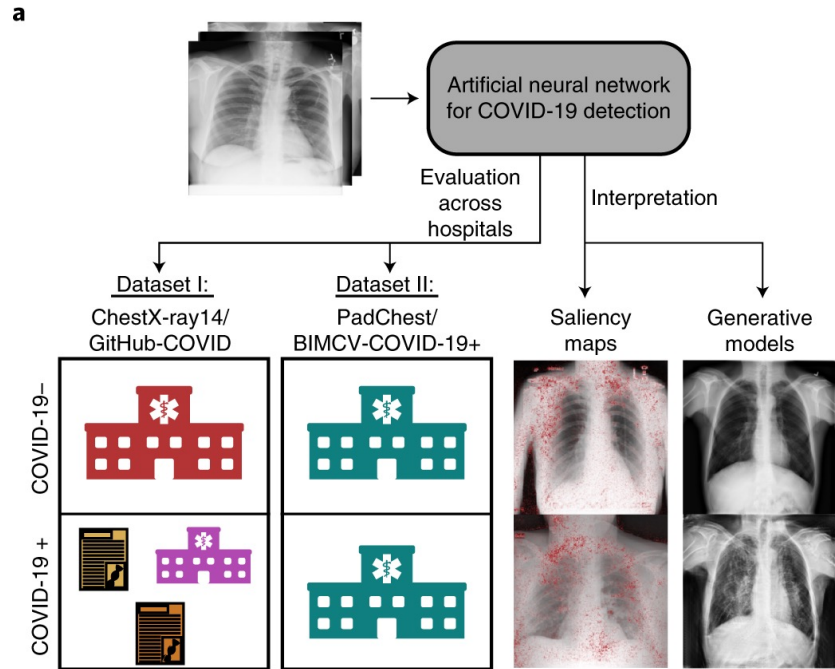 a
Artificial neural network
for COVID-19 detection
Evaluation
across
hospitals
Interpretation
Dataset I:
ChestX-ray14/
GitHub-COVID
Dataset II:
PadChest/
BIMCV-COVID-19+
Saliency
maps
Generative
models
COVID-19–
COVID-19 +